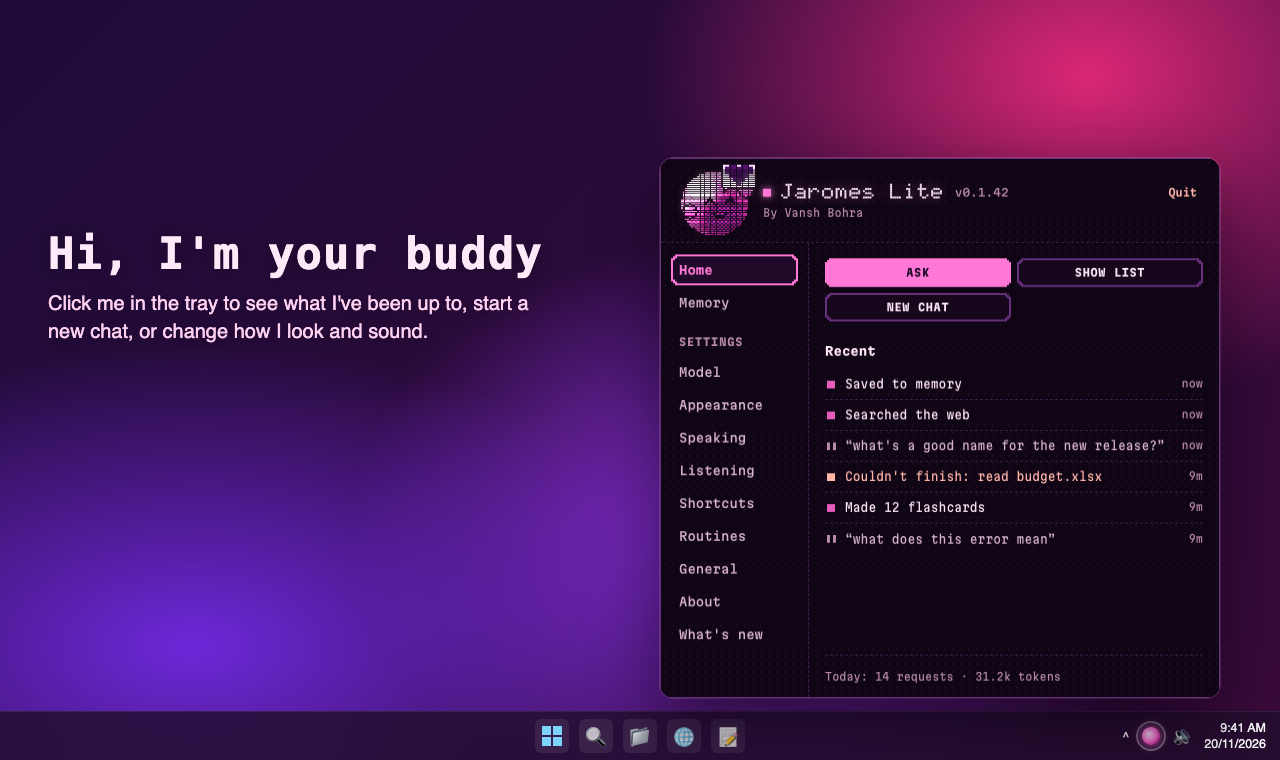 Hi, I'm your buddy
Click me in the tray to see what I've been up to, start a
new chat, or change how I look and sound.
Jaromes Lite v0.1.42
By Vansh Bohra
Quit
Home
Memory
SETTINGS
Model
Appearance
Speaking
Listening
Shortcuts
Routines
General
About
What's new
ASK
SHOW LIST
NEW CHAT
Recent
Saved to memory now
Searched the web now
“what's a good name for the new release?” now
Couldn't finish: read budget.xlsx 9m
Made 12 flashcards 9m
“what does this error mean” 9m
Today: 14 requests · 31.2k tokens
9:41 AM
20/11/2026